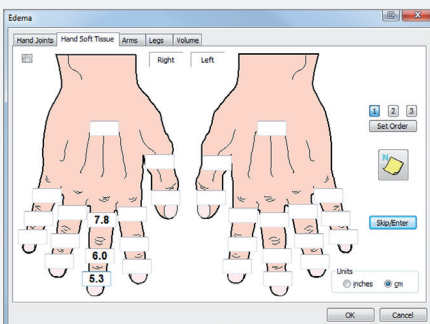 Edema
Hand Joints Hand Soft Tissue Arms Legs Volume
Right Left
1 2 3
Set Order
N
7.8
Skip/Enter
6.0
5.3
Units
inches cm
OK Cancel